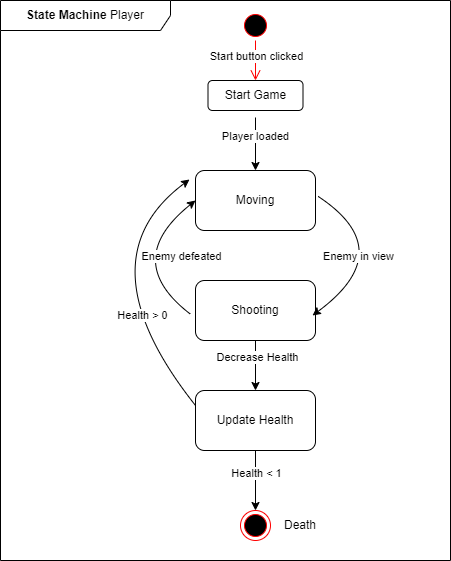 State Machine Player
Start button clicked
Start Game
Player loaded
Moving
Enemy defeated
Enemy in view
Shooting
Health > 0
Decrease Health
Update Health
Health < 1
Death